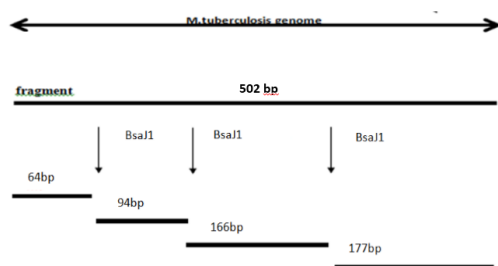 M.tuberculosis genome
fragment
502 bp
BsaJ1
BsaJ1
BsaJ1
64bp
94bp
166bp
177bp